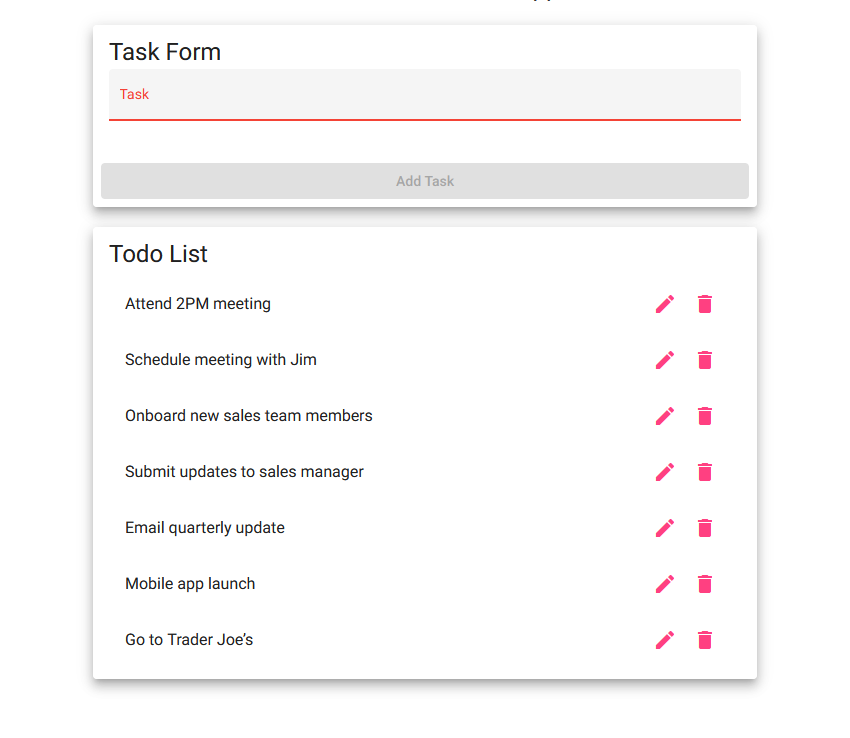 Task Form
Task
Add Task
Todo List
Attend 2PM meeting
Schedule meeting with Jim
Onboard new sales team members
Submit updates to sales manager
Email quarterly update
Mobile app launch
Go to Trader Joe’s